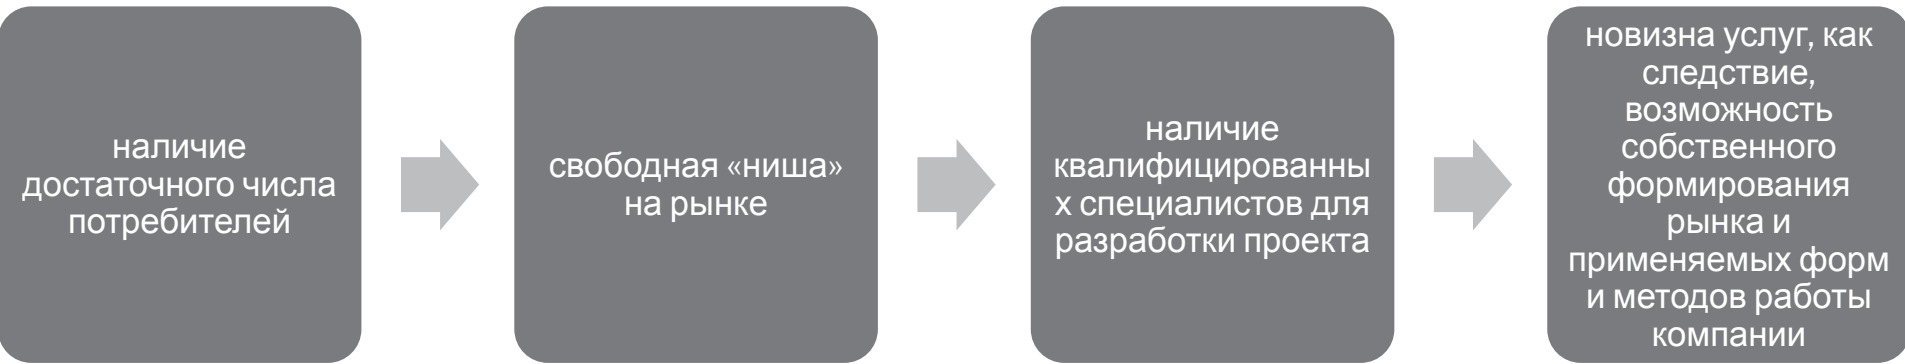 наличие
достаточного числа
потребителей
свободная «ниша»
на рынке
наличие
квалифицированны
х специалистов для
разработки проекта
новизна услуг, как
следствие,
возможность
собственного
формирования
рынка и
применяемых форм
и методов работы
компании